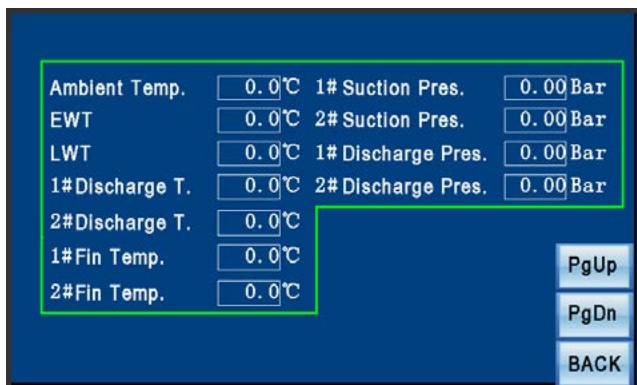 Ambient Temp. 0.0℃ 1# Suction Pres. 0.00 Bar
EWT 0.0℃ 2# Suction Pres. 0.00 Bar
LWT 0.0℃ 1# Discharge Pres. 0.00 Bar
1#Discharge T. 0.0℃ 2# Discharge Pres. 0.00 Bar
2#Discharge T. 0.0℃
1#Fin Temp. 0.0℃
2#Fin Temp. 0.0℃
PgUp
PgDn
BACK